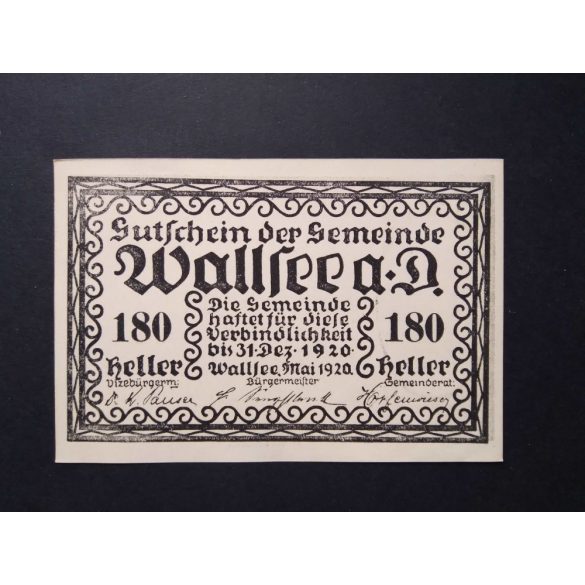 Gutschein der Gemeinde
Wallsee a.D.
Die Gemeinde
haftet für diese
Verbindlichkeit
bis 31. Dez. 1920.
Wallsee, Mai 1920.
180
Heller
180
Heller
Vizebürgerm:
Bürgermeister
Gemeinderat: